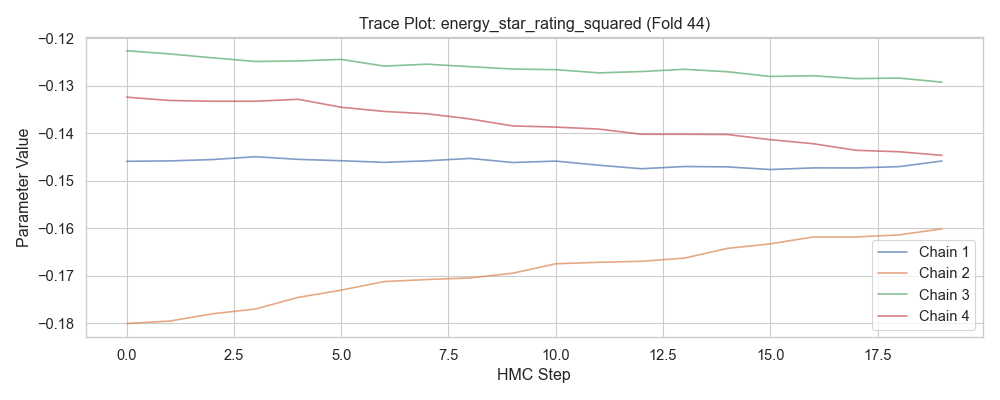 Trace Plot: energy_star_rating_squared (Fold 44)
Parameter Value
−0.12
−0.13
−0.14
−0.15
−0.16
−0.17
−0.18
Chain 1
Chain 2
Chain 3
Chain 4
0.0 2.5 5.0 7.5 10.0 12.5 15.0 17.5
HMC Step